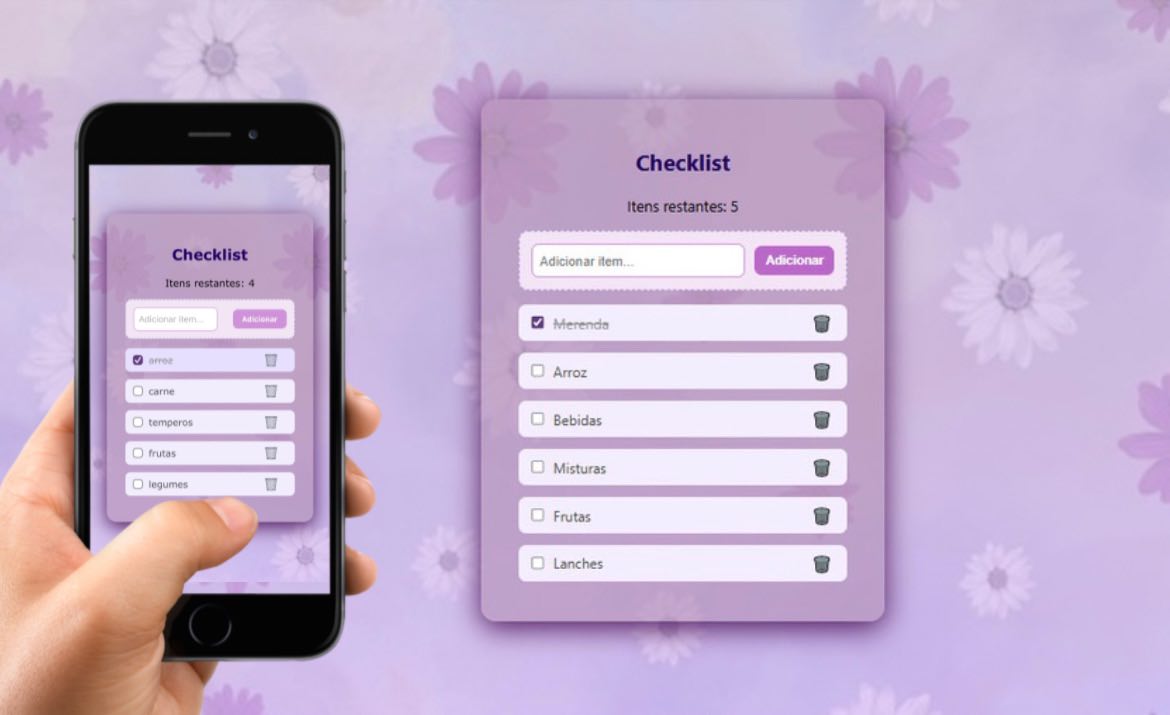 Checklist
Itens restantes: 4
Adicionar item...
Adicionar
arroz
carne
temperos
frutas
legumes
Checklist
Itens restantes: 5
Adicionar item...
Adicionar
Merenda
Arroz
Bebidas
Misturas
Frutas
Lanches